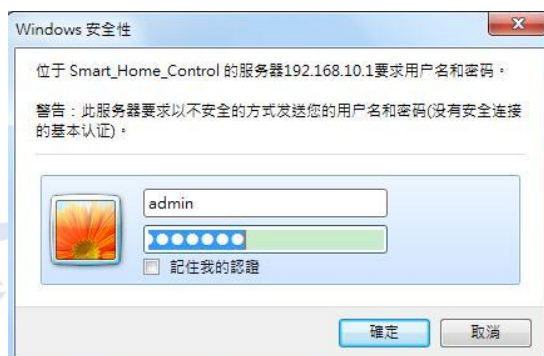 Windows 安全性
位于 Smart_Home_Control 的服务器192.168.10.1要求用户名和密码。
警告：此服务器要求以不安全的方式发送您的用户名和密码(没有安全连接
的基本认证)。
admin
●●●●●●●
記住我的認證
確定
取消